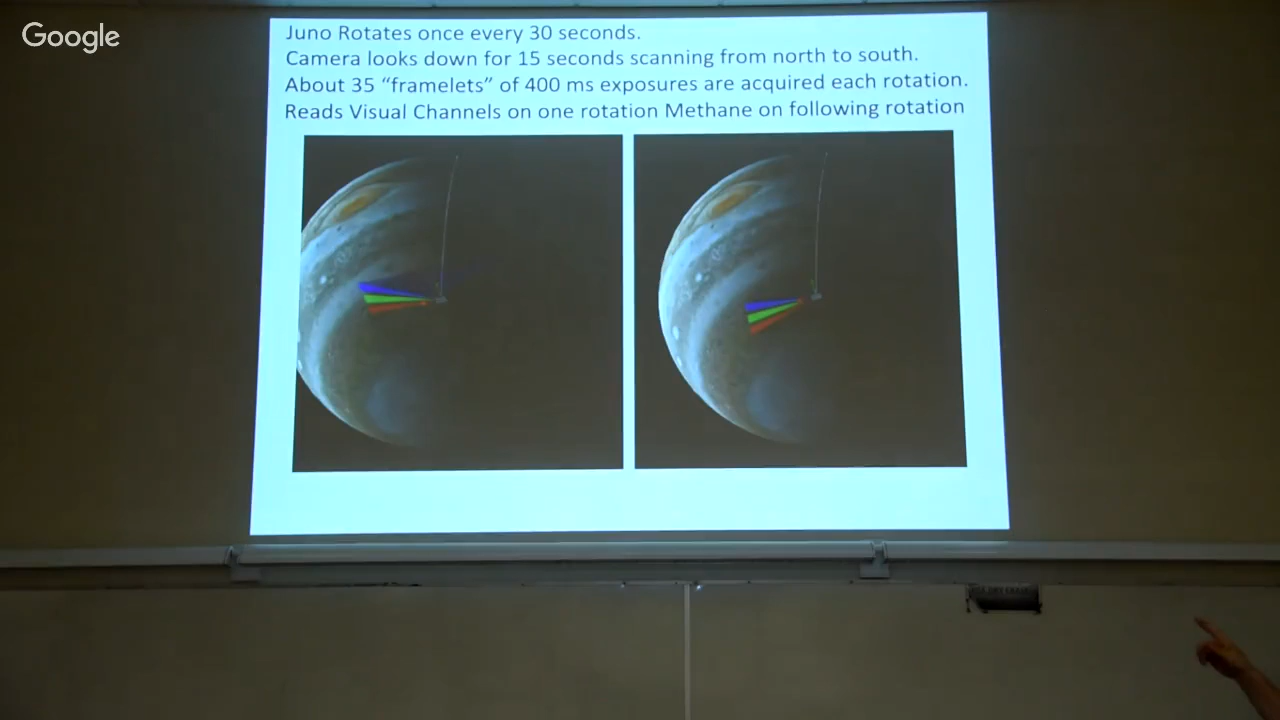 Google
Juno Rotates once every 30 seconds.
Camera looks down for 15 seconds scanning from north to south.
About 35 “framelets” of 400 ms exposures are acquired each rotation.
Reads Visual Channels on one rotation Methane on following rotation